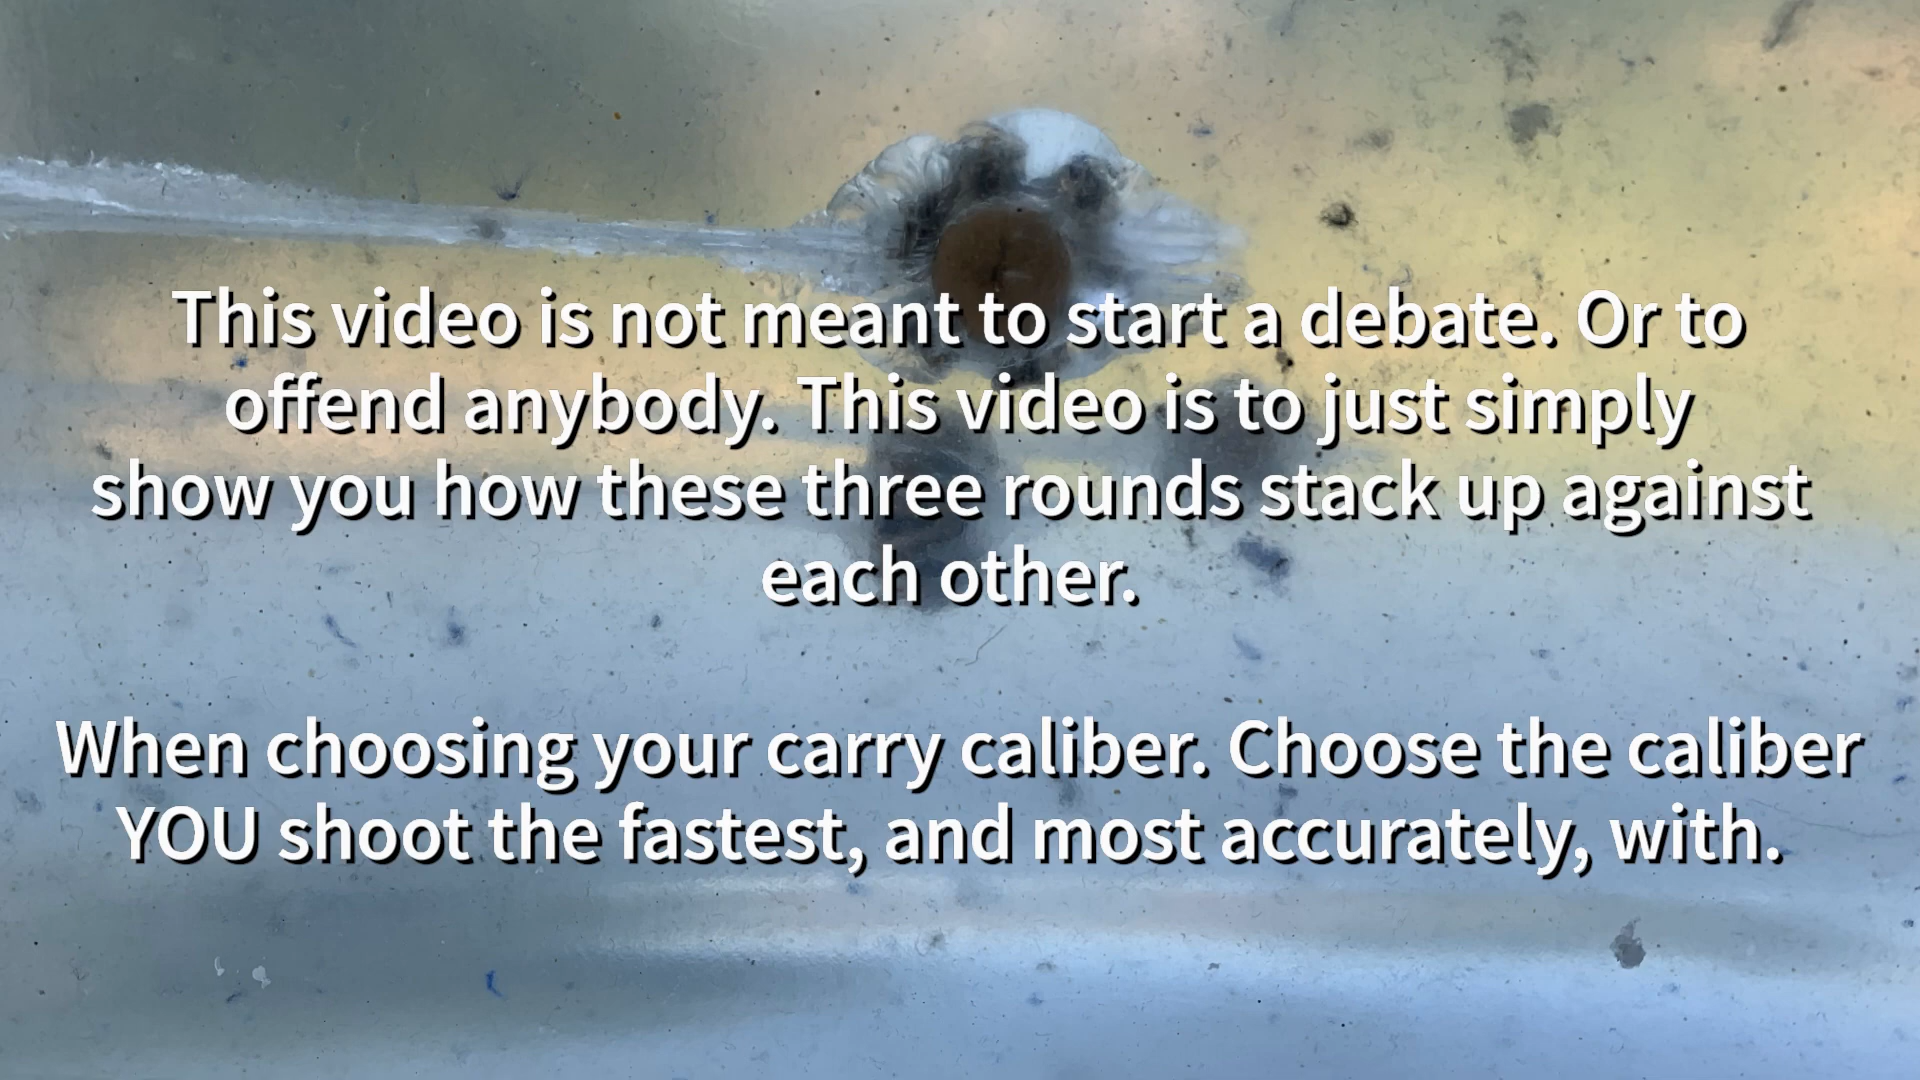 This video is not meant to start a debate. Or to
offend anybody. This video is to just simply
show you how these three rounds stack up against
each other.
When choosing your carry caliber. Choose the caliber
YOU shoot the fastest, and most accurately, with.